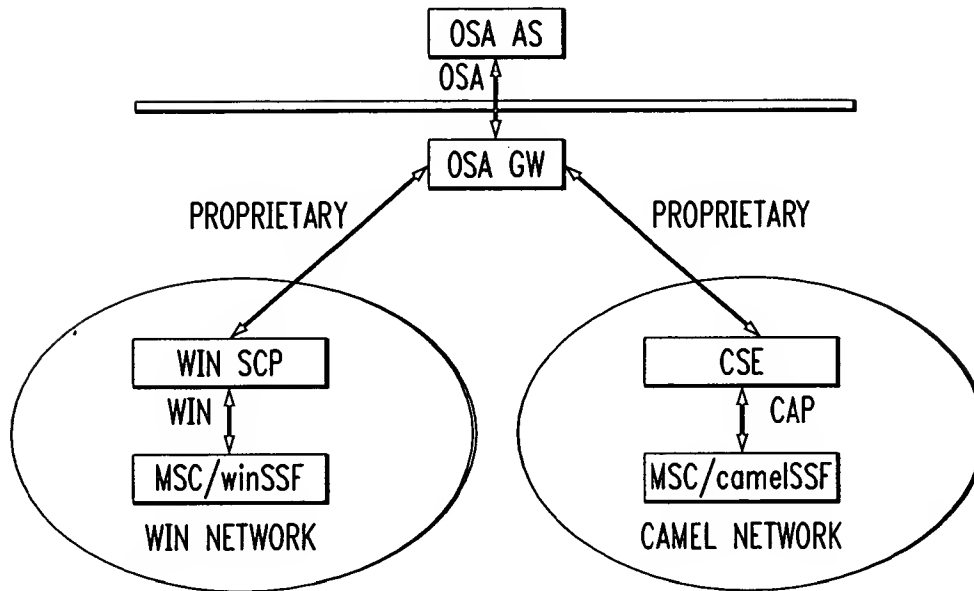 OSA AS
OSA
OSA GW
PROPRIETARY
PROPRIETARY
WIN SCP
CSE
WIN
CAP
MSC/winSSF
MSC/camelSSF
WIN NETWORK
CAMEL NETWORK